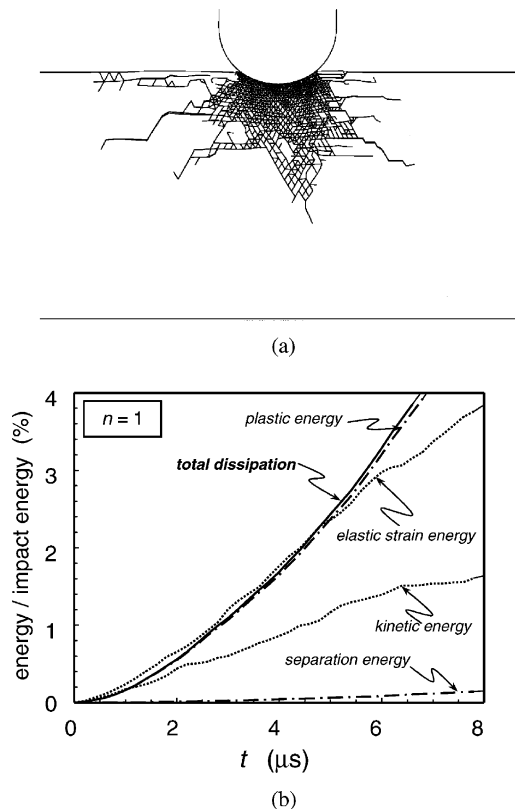 (a)
energy / impact energy (%)
4
3
2
1
0
n = 1
plastic energy
total dissipation
elastic strain energy
kinetic energy
separation energy
0
2
4
6
8
t (μs)
(b)